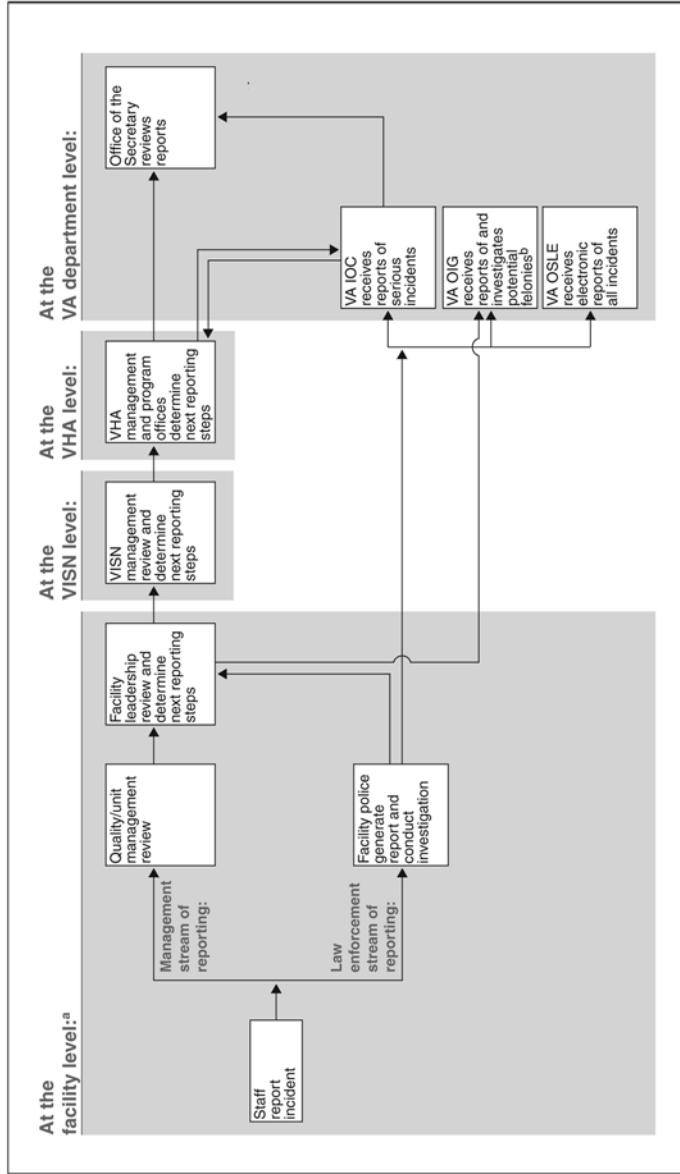 At the
facility level:a
At the
VISN level:
At the
VHA level:
At the
VA department level:
Staff
report
incident
Management
stream of
reporting:
Law
enforcement
stream of
reporting:
Quality/unit
management
review
Facility police
generate
report and
conduct
investigation
Facility
leadership
review and
determine
next reporting
steps
VISN
management
review and
determine
next reporting
steps
VHA
management
and program
offices
determine
next reporting
steps
Office of the
Secretary
reviews
reports
VA IOC
receives
reports of
serious
incidents
VA OIG
receives
reports of and
investigates
potential
feloniesb
VA OSLE
receives
electronic
reports of
all incidents